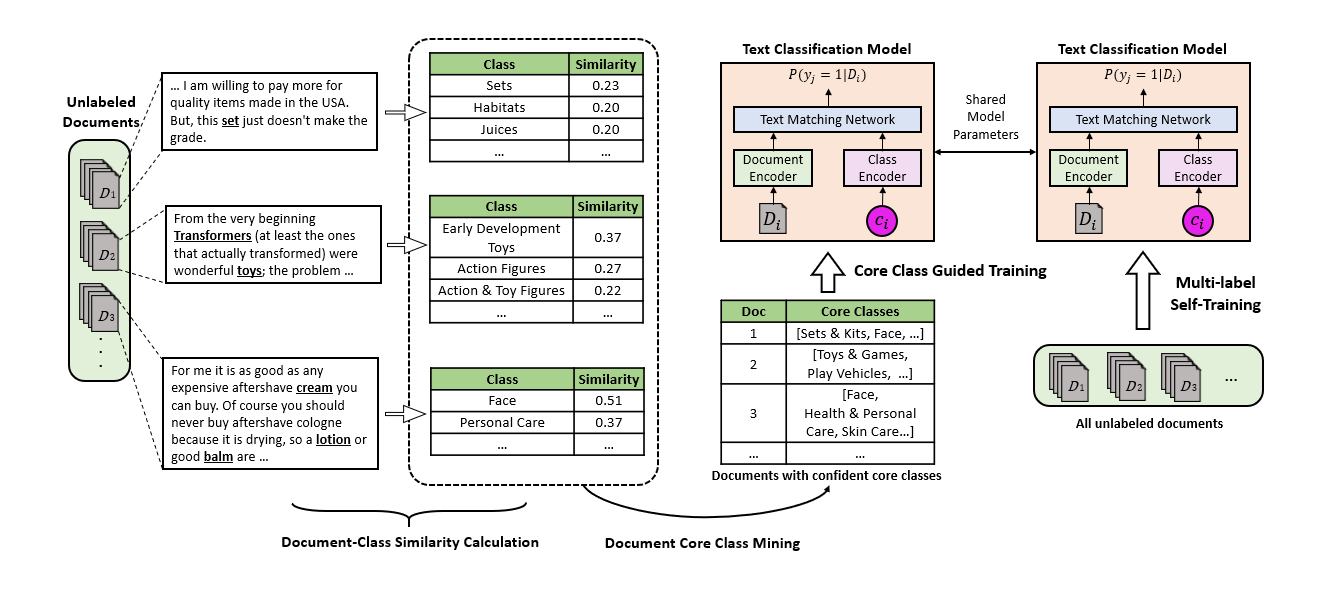 Unlabeled
Documents
D1
D2
D3
.
.
.
… I am willing to pay more for
quality items made in the USA.
But, this set just doesn't make the
grade.
From the very beginning
Transformers (at least the ones
that actually transformed) were
wonderful toys; the problem …
For me it is as good as any
expensive aftershave cream you
can buy. Of course you should
never buy aftershave cologne
because it is drying, so a lotion or
good balm are …
Class Similarity
Sets 0.23
Habitats 0.20
Juices 0.20
… …
Class Similarity
Early Development
Toys 0.37
Action Figures 0.27
Action & Toy Figures 0.22
… …
Class Similarity
Face 0.51
Personal Care 0.37
… …
Document-Class Similarity Calculation
Document Core Class Mining
Text Classification Model
P(yj = 1|Di)
Text Matching Network
Document
Encoder
Class
Encoder
Di
ci
Shared
Model
Parameters
Text Classification Model
P(yj = 1|Di)
Text Matching Network
Document
Encoder
Class
Encoder
Di
ci
Core Class Guided Training
Doc Core Classes
1 [Sets & Kits, Face, …]
2 [Toys & Games,
Play Vehicles, …]
3 [Face,
Health & Personal
Care, Skin Care…]
… …
Documents with confident core classes
Multi-label
Self-Training
D1 D2 D3 …
All unlabeled documents